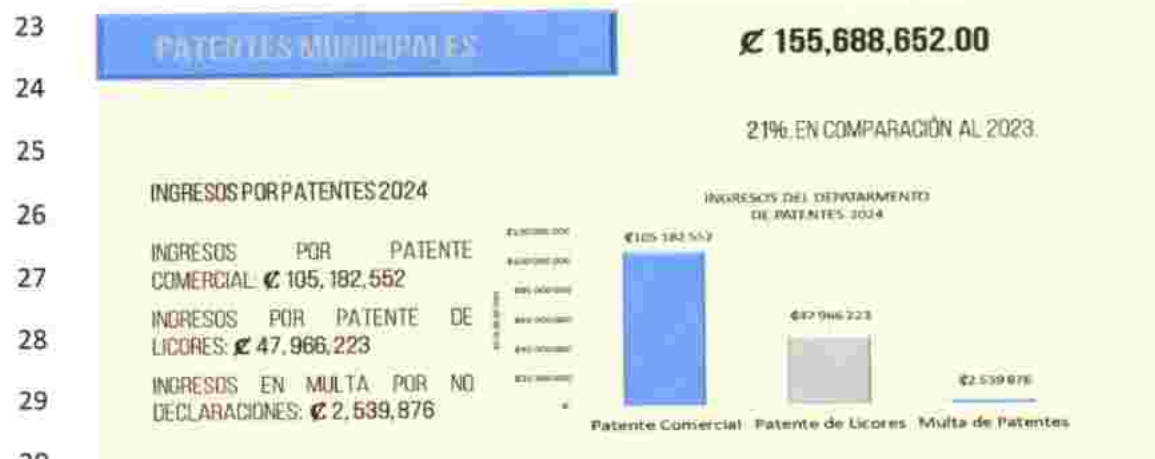 23
PATENTES MUNICIPALES
₡ 155,688,652.00
24
21%. EN COMPARACIÓN AL 2023.
25
INGRESOS POR PATENTES 2024
INGRESOS DEL DEPATARMENTO
26
DE PATENTES 2024
₡105 182 552
INGRESOS POR PATENTE
27
COMERCIAL: ₡ 105, 182,552
INGRESOS POR PATENTE DE
₡47 966 223
28
LICORES: ₡ 47,966,223
INGRESOS EN MULTA POR NO
₡2 539 876
29
DECLARACIONES: ₡ 2,539,876
Patente Comercial Patente de Licores Multa de Patentes